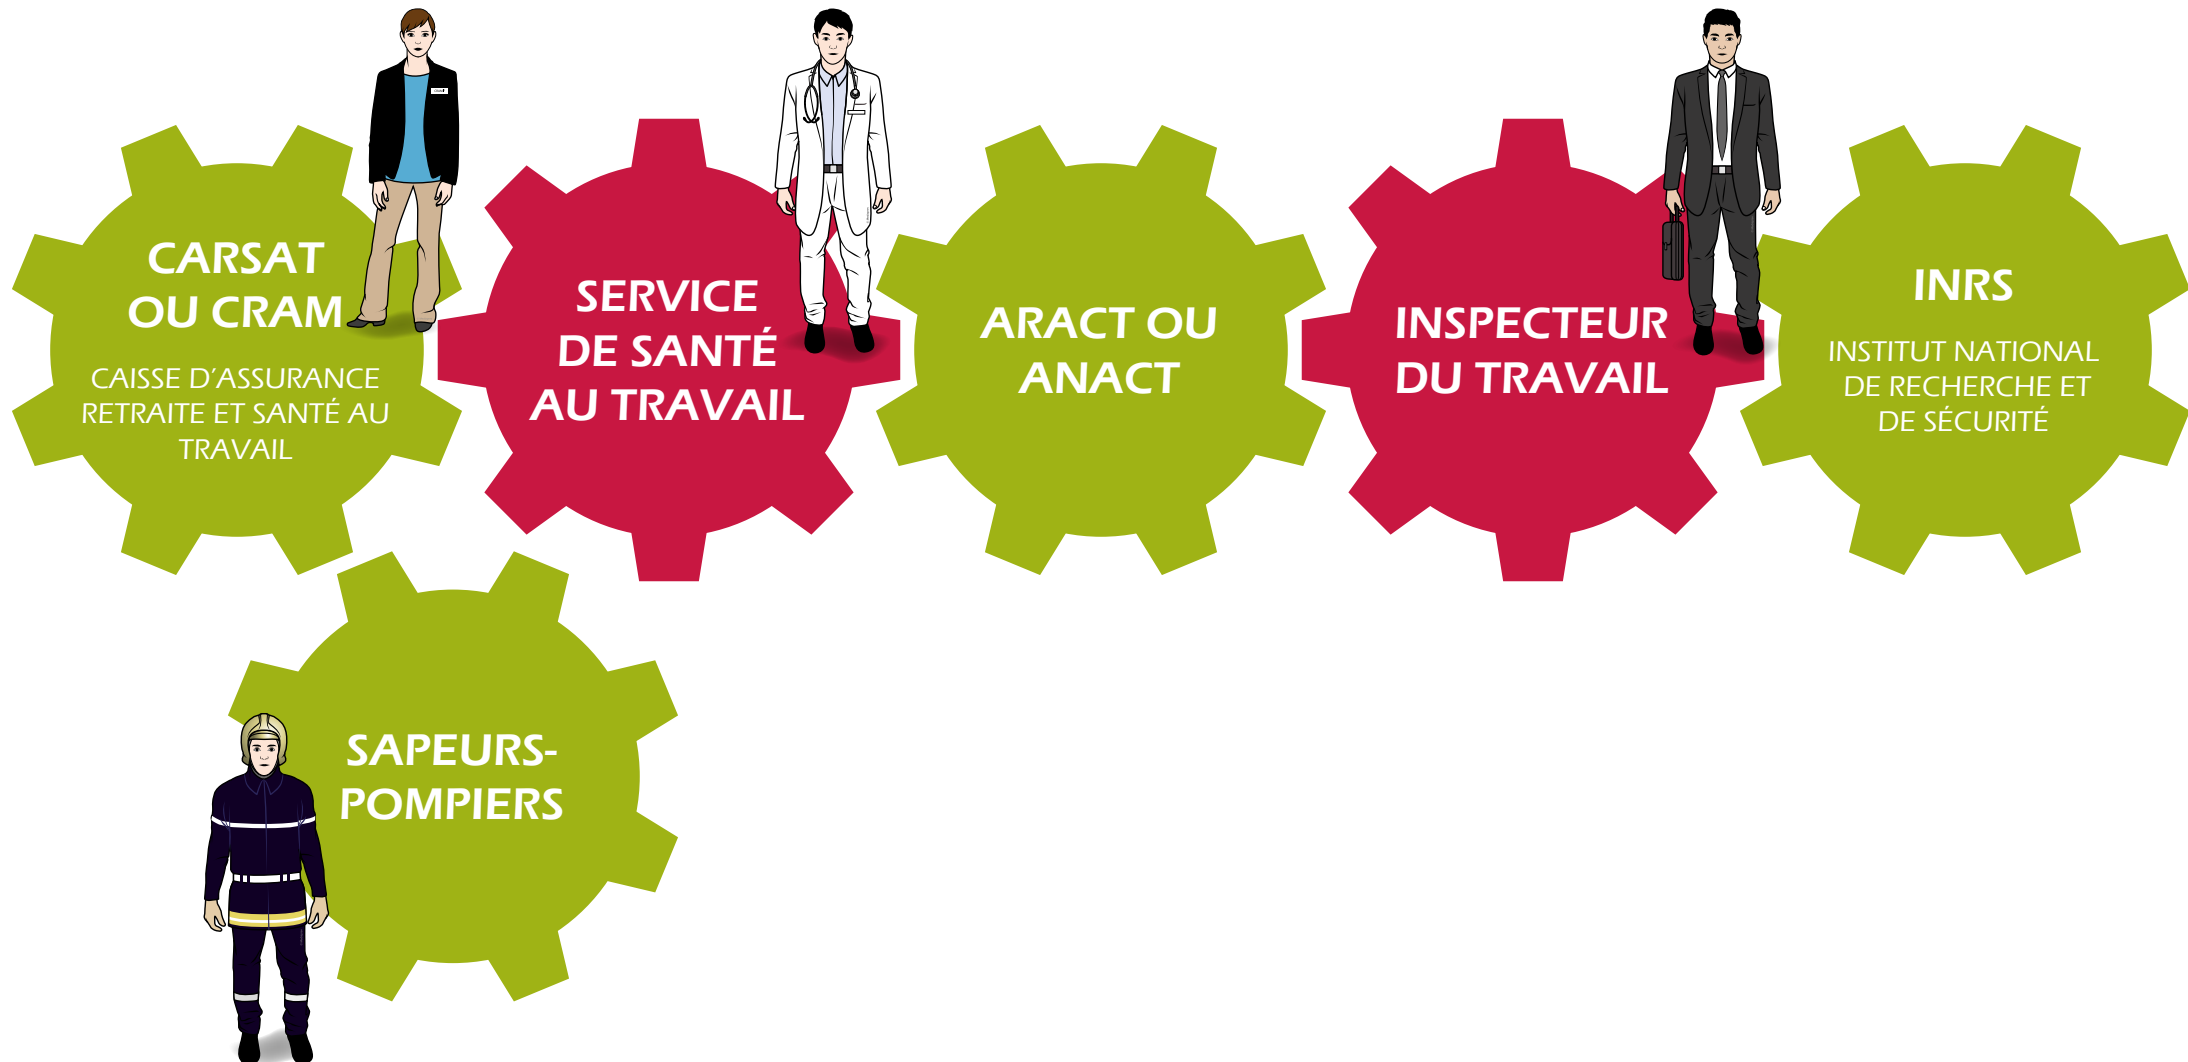 CARSAT
OU CRAM
CAISSE D’ASSURANCE
RETRAITE ET SANTÉ AU
TRAVAIL
SERVICE
DE SANTÉ
AU TRAVAIL
ARACT OU
ANACT
INSPECTEUR
DU TRAVAIL
INRS
INSTITUT NATIONAL
DE RECHERCHE ET
DE SÉCURITÉ
SAPEURS-
POMPIERS